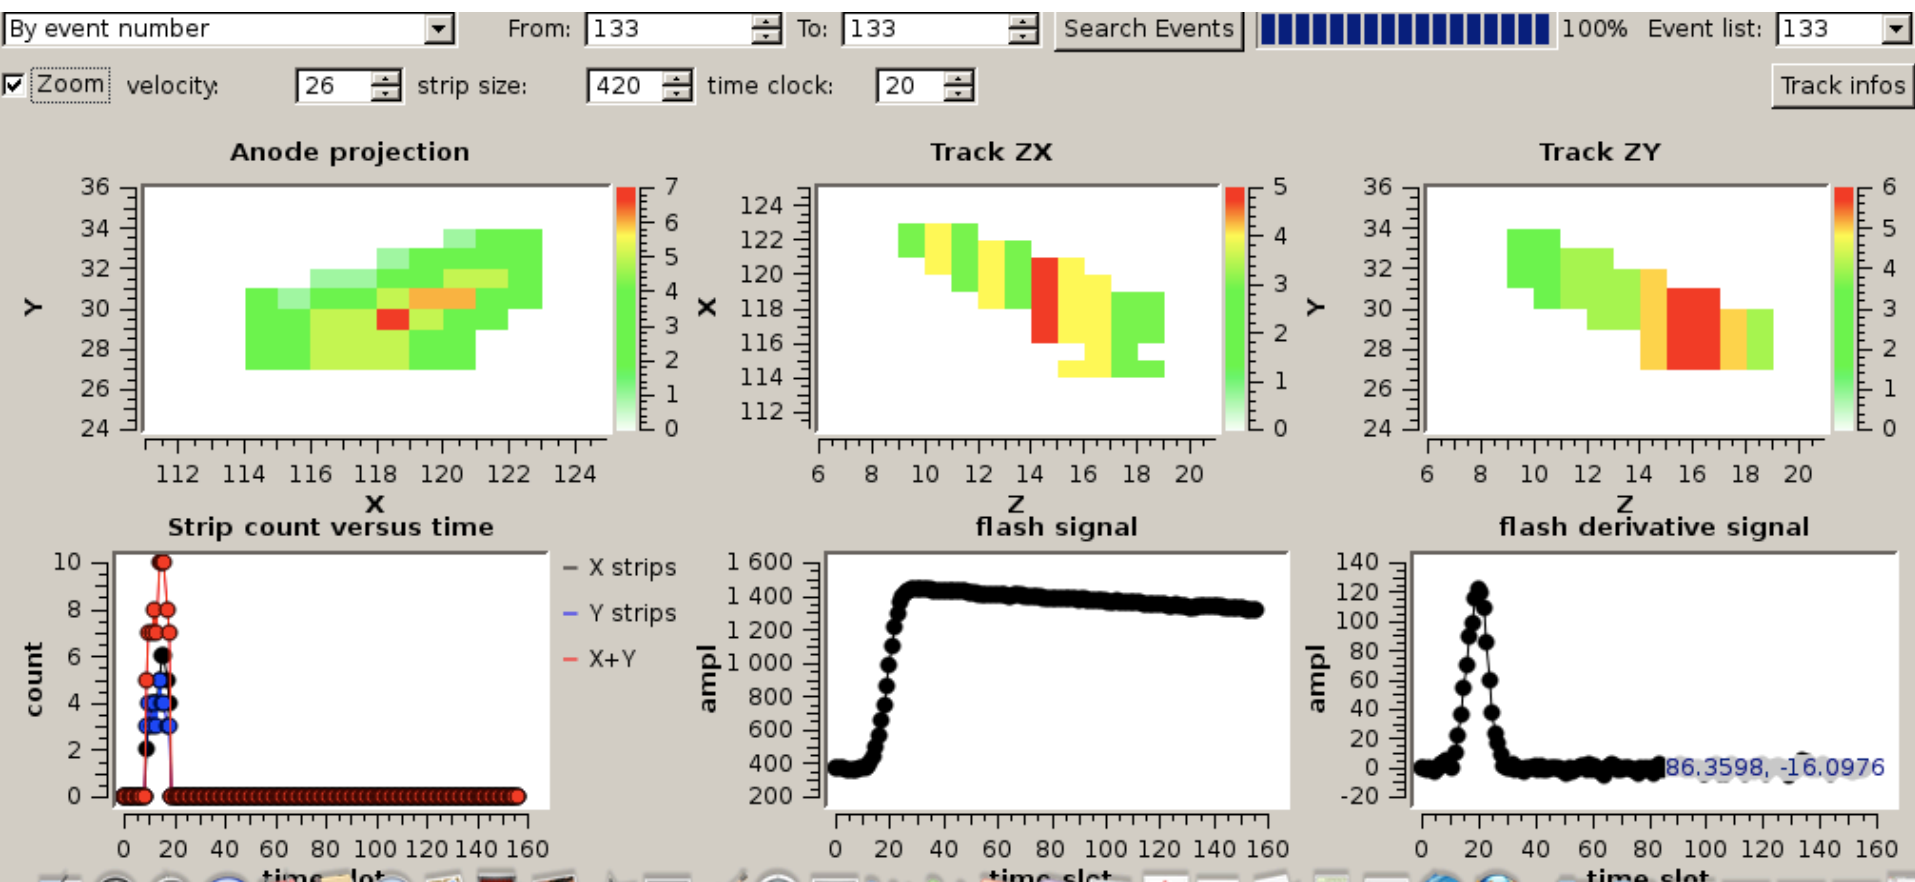 By event number From: 133 To: 133 Search Events 100% Event list: 133
Zoom velocity: 26 strip size: 420 time clock: 20 Track infos
Anode projection
36
34
32
30
28
26
24
Y
7
6
5
4
3
2
1
0
112 114 116 118 120 122 124
X
Track ZX
124
122
120
118
116
114
112
X
5
4
3
2
1
0
6 8 10 12 14 16 18 20
Z
Track ZY
36
34
32
30
28
26
24
Y
6
5
4
3
2
1
0
6 8 10 12 14 16 18 20
Z
Strip count versus time
10
8
6
4
2
0
count
X strips
Y strips
X+Y
0 20 40 60 80 100 120 140 160
time slot
flash signal
1 600
1 400
1 200
1 000
800
600
400
200
ampl
0 20 40 60 80 100 120 140 160
time slot
flash derivative signal
140
120
100
80
60
40
20
0
-20
ampl
86.3598, -16.0976
0 20 40 60 80 100 120 140 160
time slot